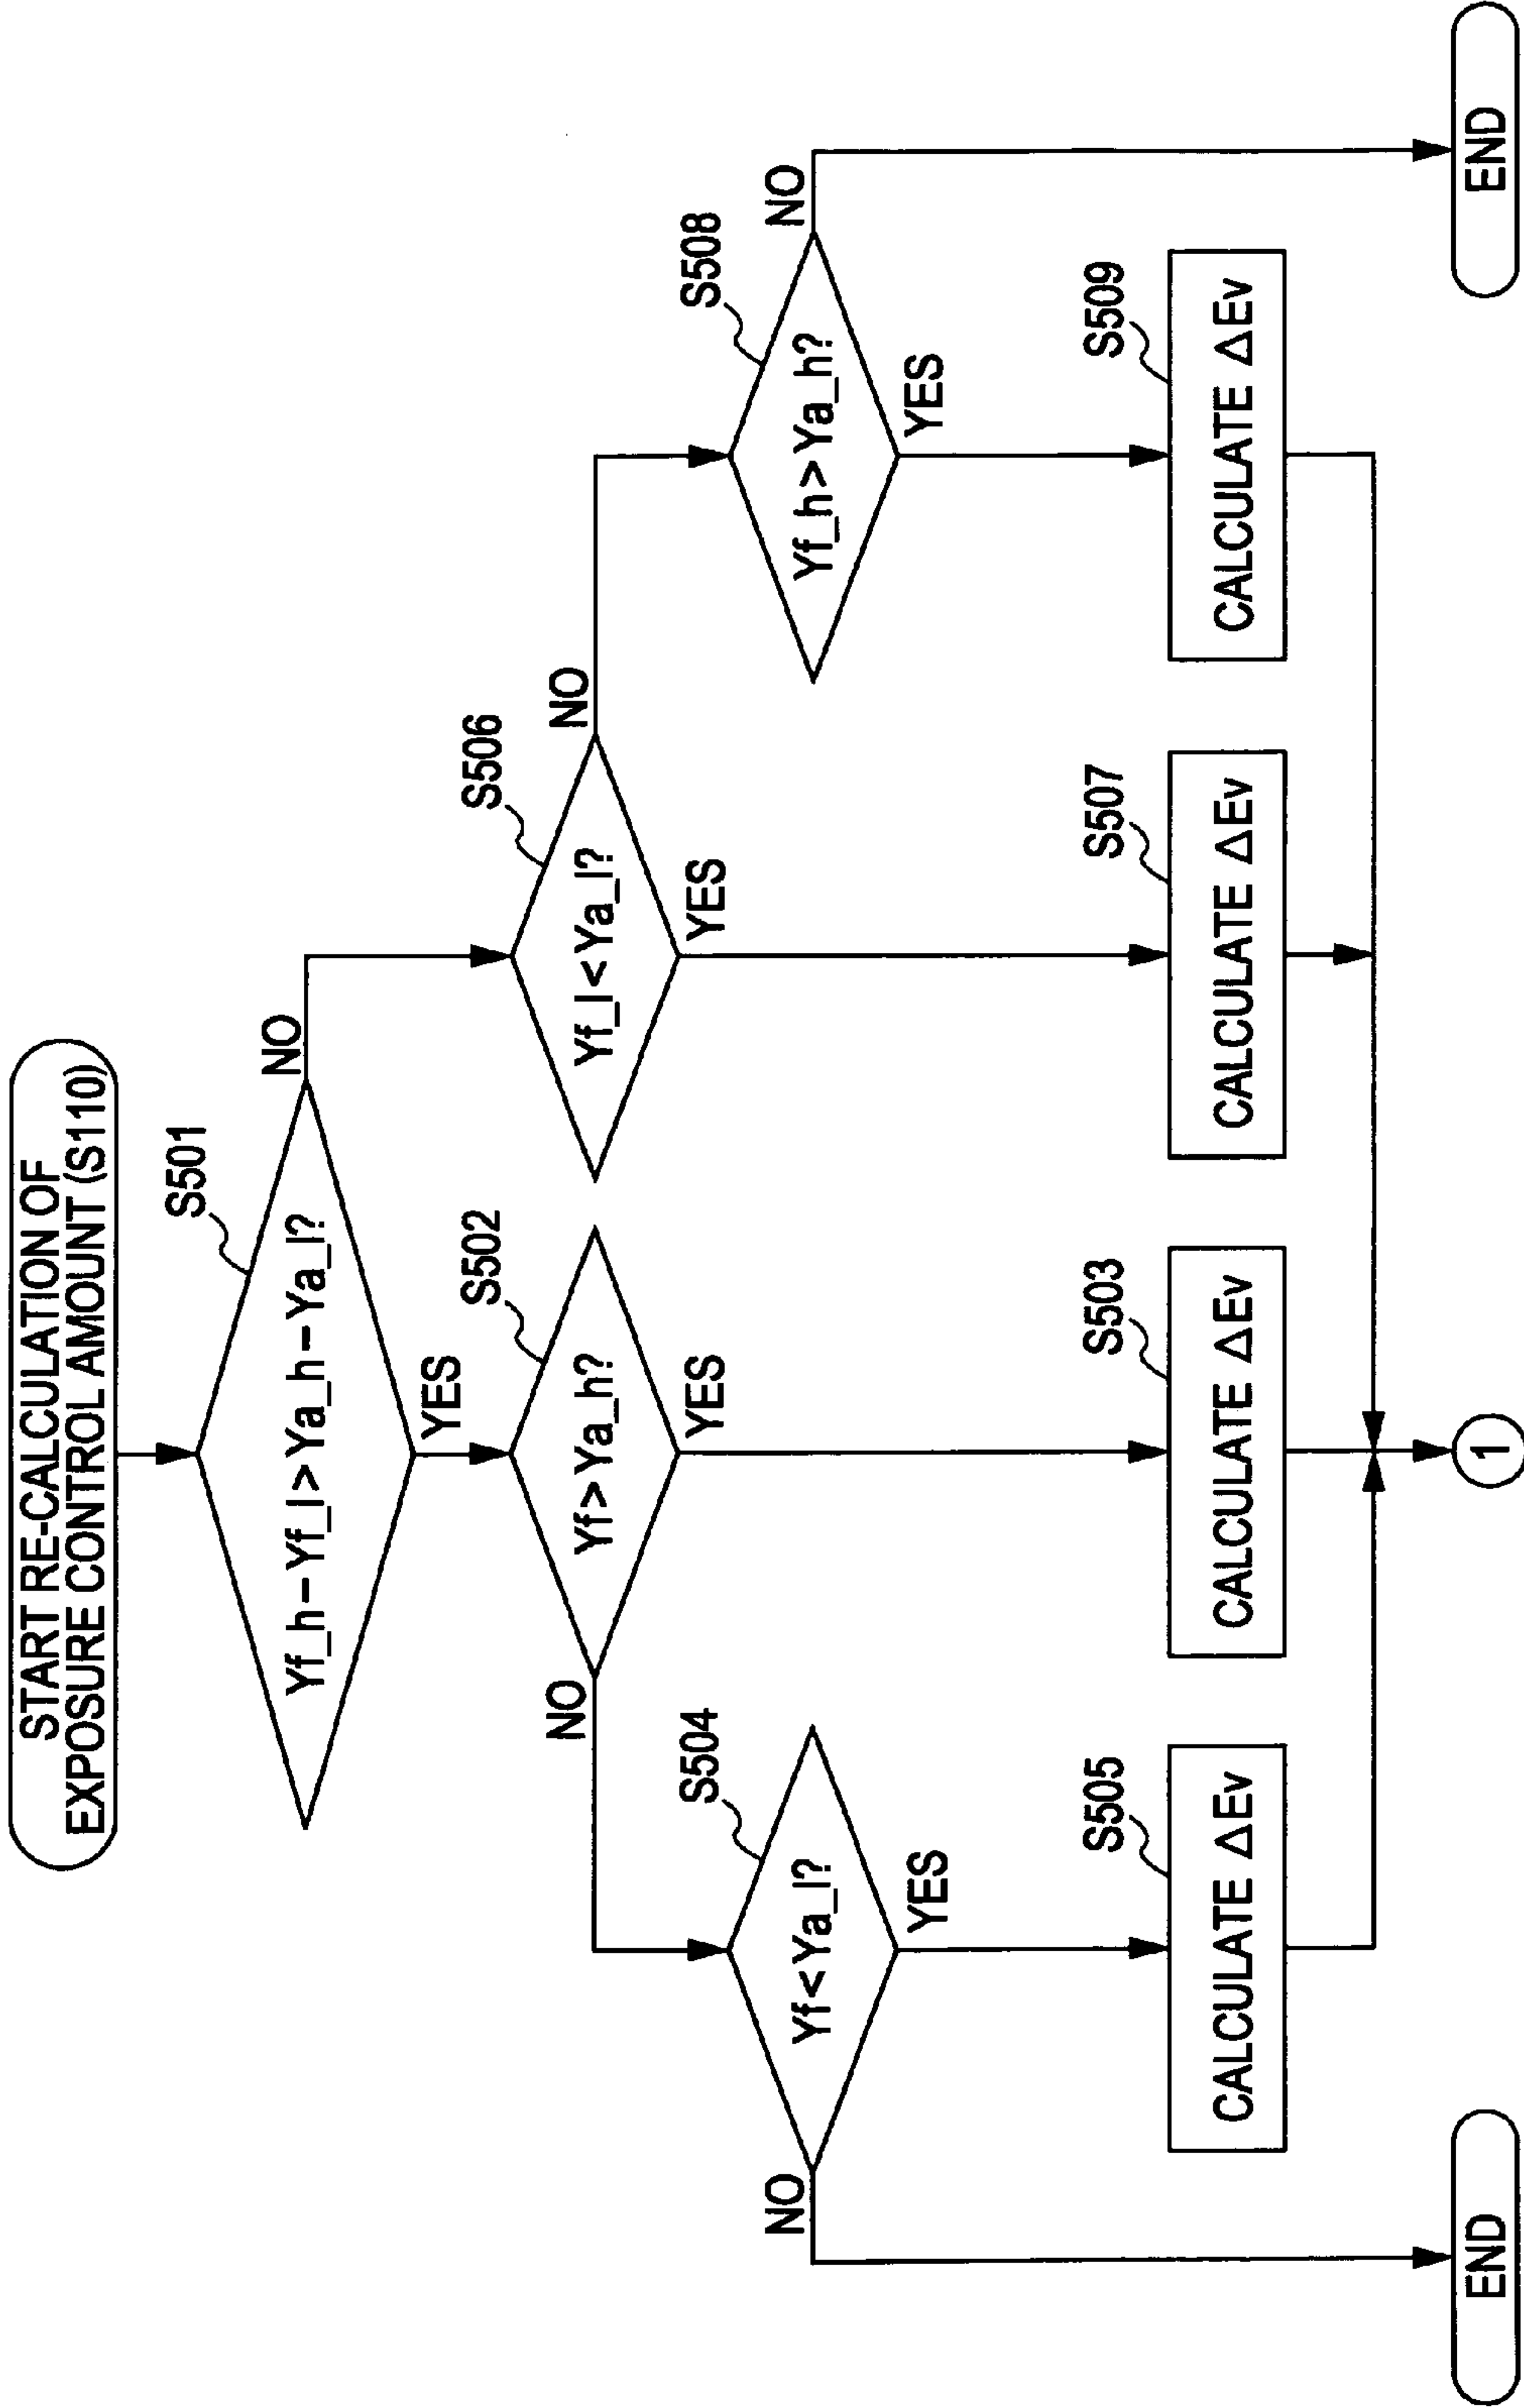 START RE-CALCULATION OF
EXPOSURE CONTROL AMOUNT (S110)
S501
Yf_h−Yf_l>Ya_h−Ya_l?
NO
YES
S502
Yf>Ya_h?
NO
YES
S506
Yf_l<Ya_l?
NO
YES
S504
Yf<Ya_l?
NO
YES
S508
Yf_h>Ya_h?
NO
YES
S505
CALCULATE ΔEv
S503
CALCULATE ΔEv
S507
CALCULATE ΔEv
S509
CALCULATE ΔEv
END
1
END